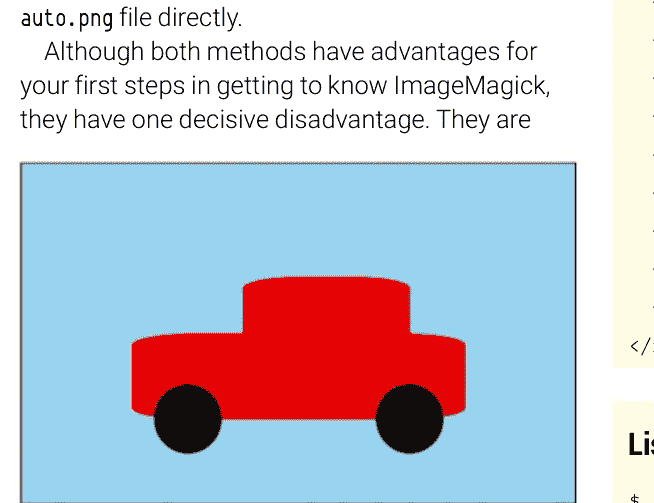 auto.png file directly.
Although both methods have advantages for
your first steps in getting to know ImageMagick,
they have one decisive disadvantage. They are
</
$